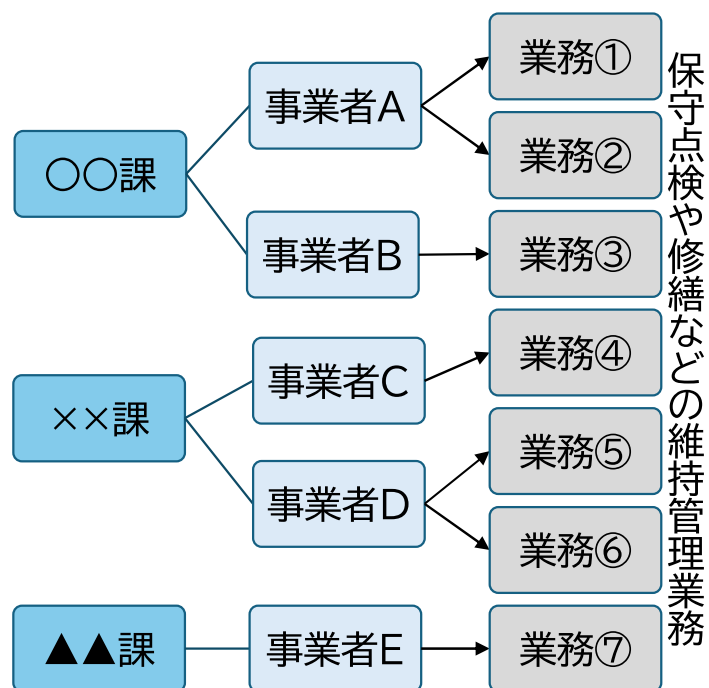 〇〇課
事業者A
業務①
業務②
事業者B
業務③
××課
事業者C
業務④
事業者D
業務⑤
業務⑥
▲▲課
事業者E
業務⑦
保守点検や修繕などの維持管理業務